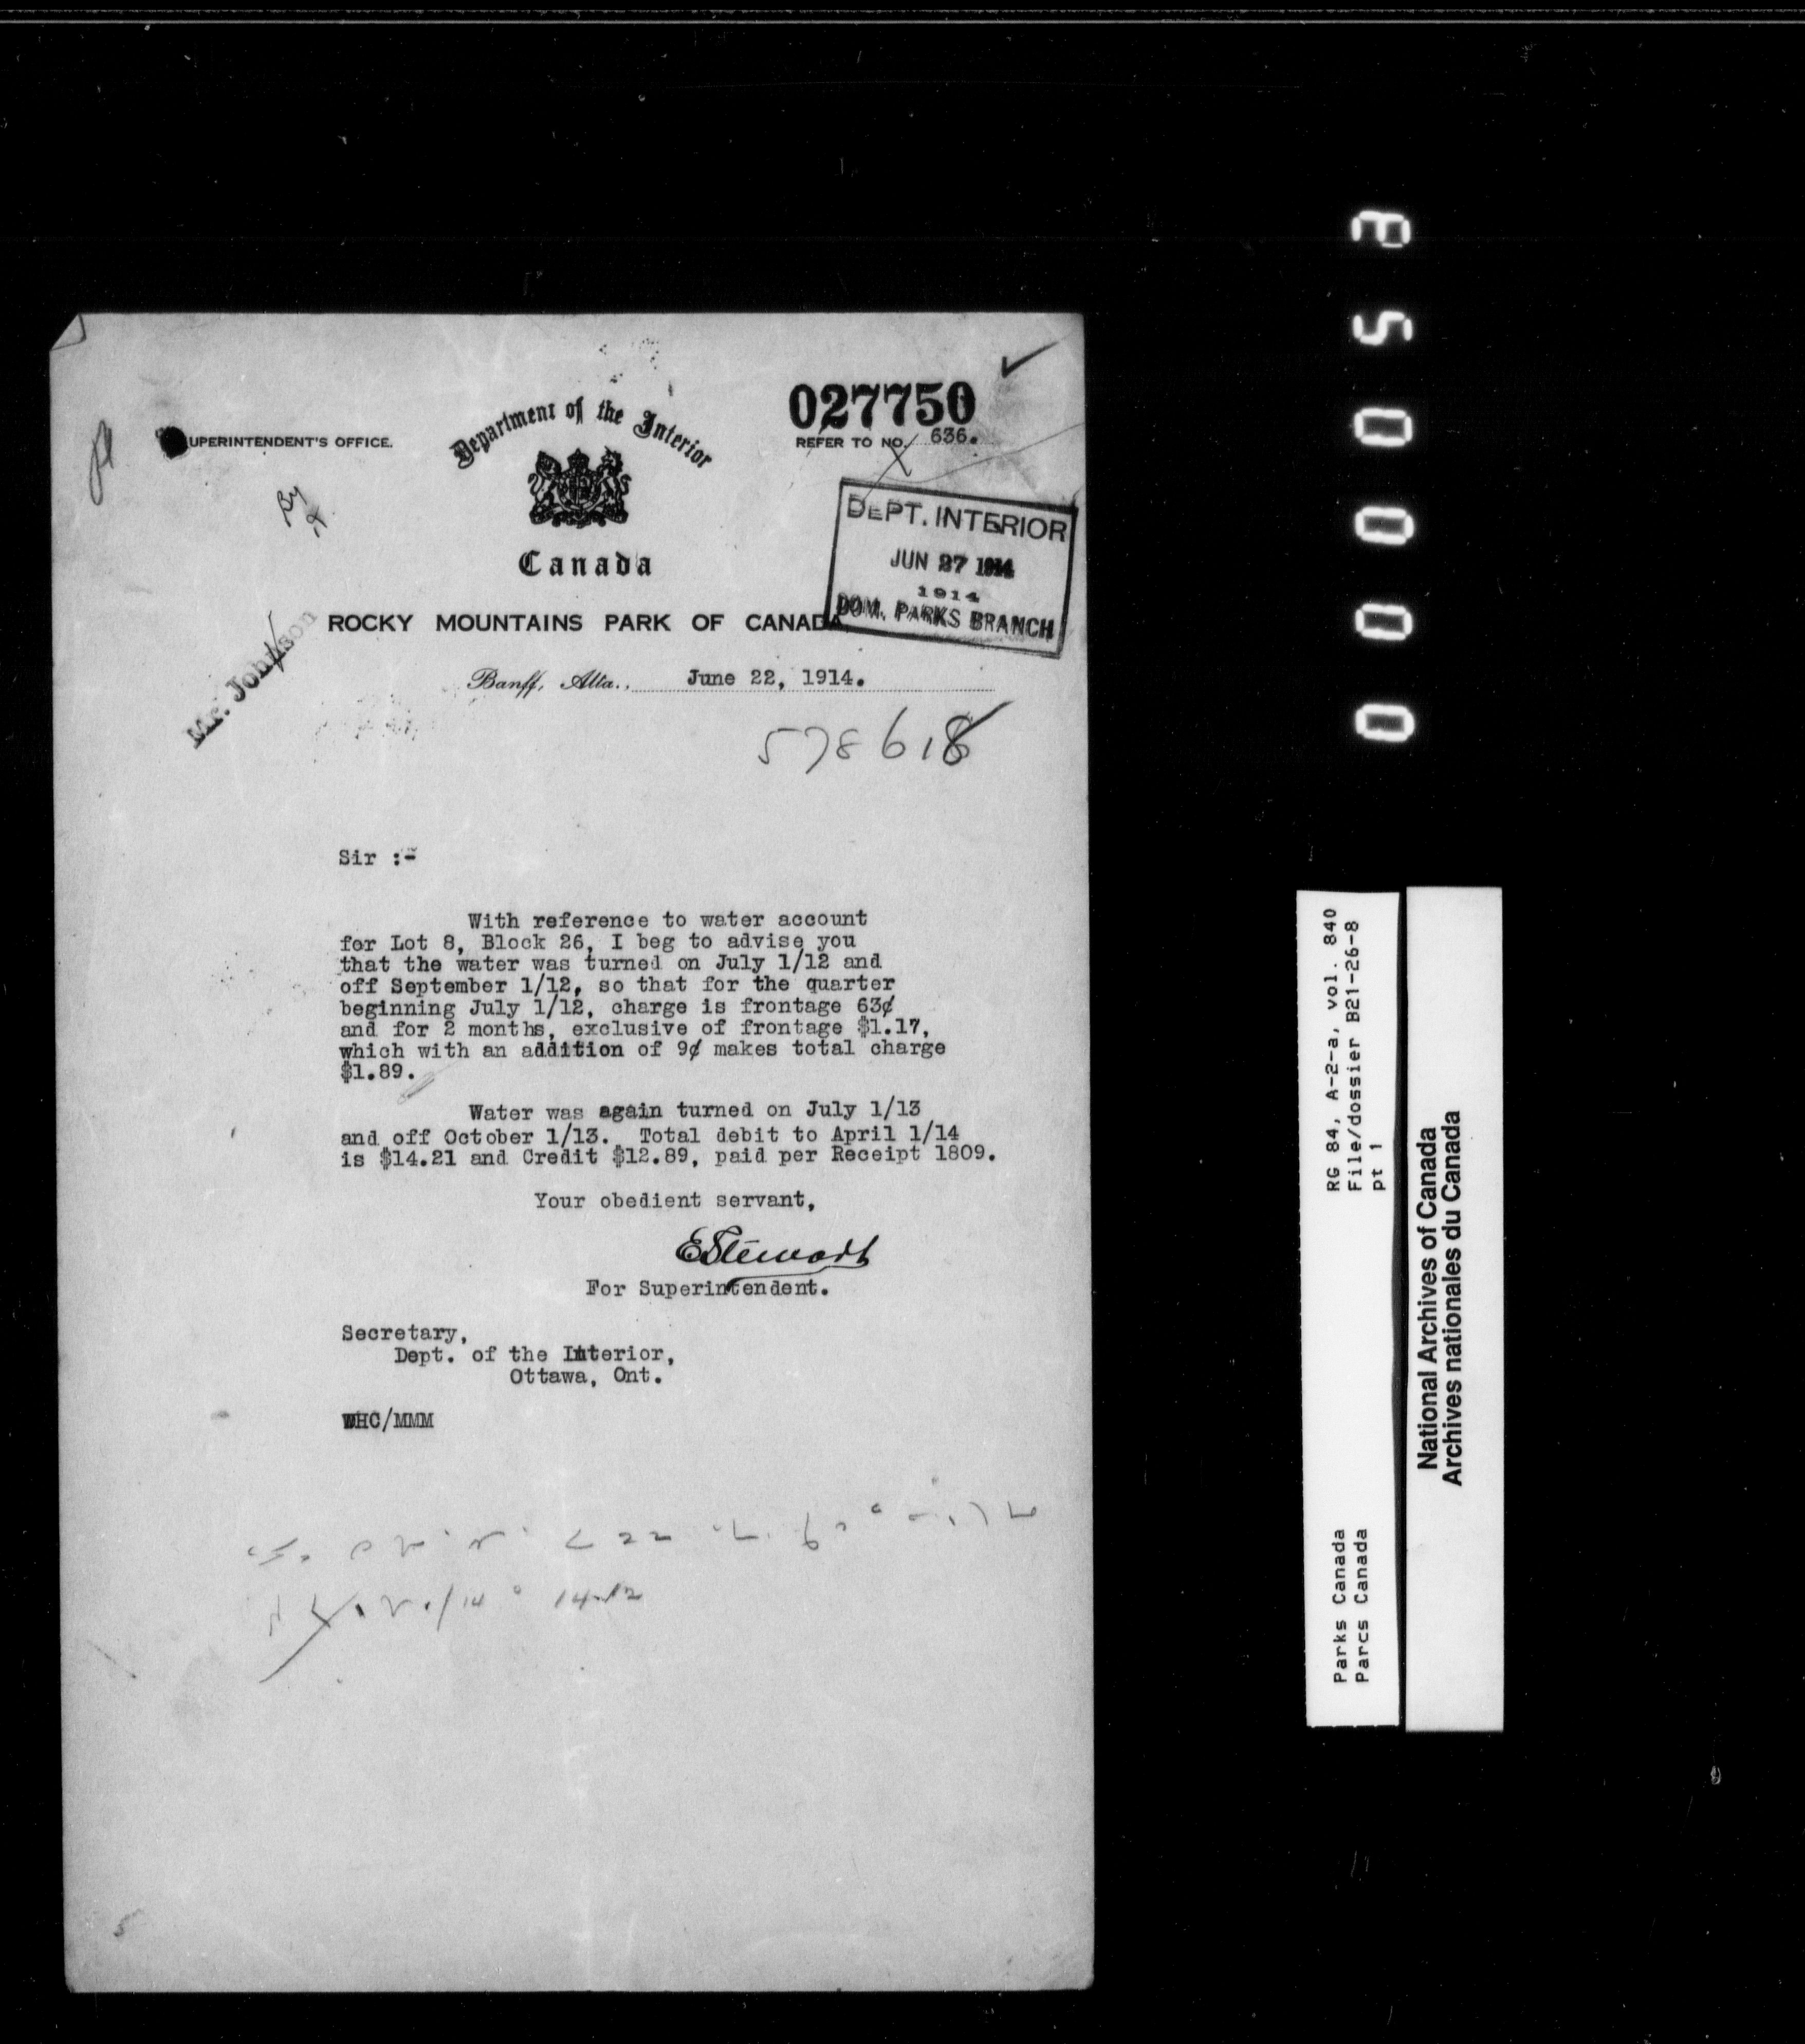 027750
SUPERINTENDENT'S OFFICE.
Department of the Interior
REFER TO NO. 636.
By
DEPT. INTERIOR
JUN 27 1914
1914
DOM. PARKS BRANCH
Canada
ROCKY MOUNTAINS PARK OF CANADA
Mr. Johnson
Banff, Alta., June 22, 1914.
578618
Sir :-
With reference to water account
for Lot 8, Block 26, I beg to advise you
that the water was turned on July 1/12 and
off September 1/12, so that for the quarter
beginning July 1/12, charge is frontage 63¢
and for 2 months, exclusive of frontage $1.17,
which with an addition of 9¢ makes total charge
$1.89.
Water was again turned on July 1/13
and off October 1/13. Total debit to April 1/14
is $14.21 and Credit $12.89, paid per Receipt 1809.
Your obedient servant,
EStewart
For Superintendent.
Secretary,
Dept. of the Interior,
Ottawa, Ont.
WHC/MMM
000053
RG 84, A-2-a, vol. 840
File/dossier B21-26-8
pt 1
Parks Canada
Parcs Canada
National Archives of Canada
Archives nationales du Canada